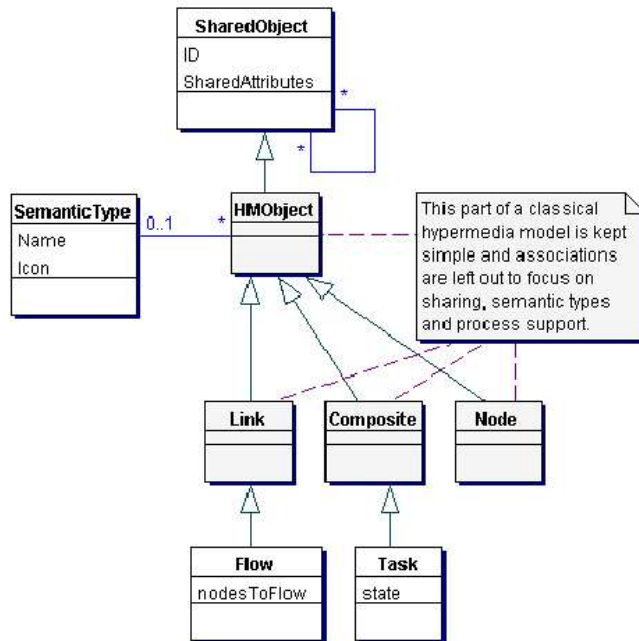 SharedObject
ID
SharedAttributes
*
*
SemanticType
Name
Icon
0..1
*
HMObject
This part of a classical
hypermedia model is kept
simple and associations
are left out to focus on
sharing, semantic types
and process support.
Link
Composite
Node
Flow
nodesToFlow
Task
state